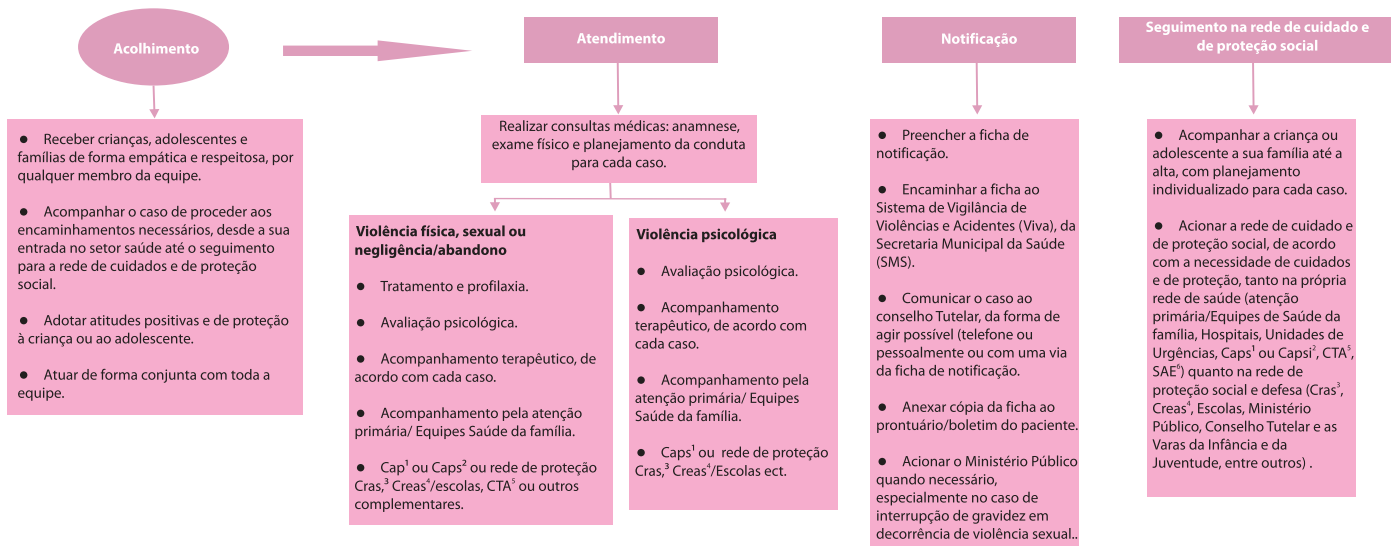 Acolhimento
● Receber crianças, adolescentes e
famílias de forma empática e respeitosa, por
qualquer membro da equipe.
● Acompanhar o caso de proceder aos
encaminhamentos necessários, desde a sua
entrada no setor saúde até o seguimento
para a rede de cuidados e de proteção
social.
● Adotar atitudes positivas e de proteção
à criança ou ao adolescente.
● Atuar de forma conjunta com toda a
equipe.
Atendimento
Realizar consultas médicas: anamnese,
exame físico e planejamento da conduta
para cada caso.
Violência física, sexual ou
negligência/abandono
● Tratamento e profilaxia.
● Avaliação psicológica.
● Acompanhamento terapêutico, de
acordo com cada caso.
● Acompanhamento pela atenção
primária/ Equipes Saúde da família.
● Cap¹ ou Caps² ou rede de proteção
Cras,³ Creas⁴/escolas, CTA⁵ ou outros
complementares.
Violência psicológica
● Avaliação psicológica.
● Acompanhamento
terapêutico, de acordo com
cada caso.
● Acompanhamento pela
atenção primária/ Equipes
Saúde da família.
● Caps¹ ou rede de proteção
Cras,³ Creas⁴/Escolas ect.
Notificação
● Preencher a ficha de
notificação.
● Encaminhar a ficha ao
Sistema de Vigilância de
Violências e Acidentes (Viva), da
Secretaria Municipal da Saúde
(SMS).
● Comunicar o caso ao
conselho Tutelar, da forma de
agir possível (telefone ou
pessoalmente ou com uma via
da ficha de notificação.
● Anexar cópia da ficha ao
prontuário/boletim do paciente.
● Acionar o Ministério Público
quando necessário,
especialmente no caso de
interrupção de gravidez em
decorrência de violência sexual..
Seguimento na rede de cuidado e
de proteção social
● Acompanhar a criança ou
adolescente a sua família até a
alta, com planejamento
individualizado para cada caso.
● Acionar a rede de cuidado e
de proteção social, de acordo
com a necessidade de cuidados
e de proteção, tanto na própria
rede de saúde (atenção
primária/Equipes de Saúde da
família, Hospitais, Unidades de
Urgências, Caps¹ ou Capsi², CTA⁵,
SAE⁶) quanto na rede de
proteção social e defesa (Cras³,
Creas⁴, Escolas, Ministério
Público, Conselho Tutelar e as
Varas da Infância e da
Juventude, entre outros) .